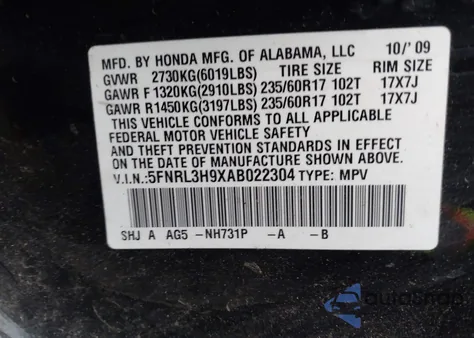 MFD. BY HONDA MFG. OF ALABAMA, LLC 10/'09
GVWR 2730KG(6019LBS) TIRE SIZE RIM SIZE
GAWR F 1320KG(2910LBS) 235/60R17 102T 17X7J
GAWR R1450KG(3197LBS) 235/60R17 102T 17X7J
THIS VEHICLE CONFORMS TO ALL APPLICABLE
FEDERAL MOTOR VEHICLE SAFETY
AND THEFT PREVENTION STANDARDS IN EFFECT
ON THE DATE OF MANUFACTURE SHOWN ABOVE.
V.I.N.:5FNRL3H9XAB022304 TYPE: MPV
SHJ A AG5 -NH731P -A -B
AutoSnap